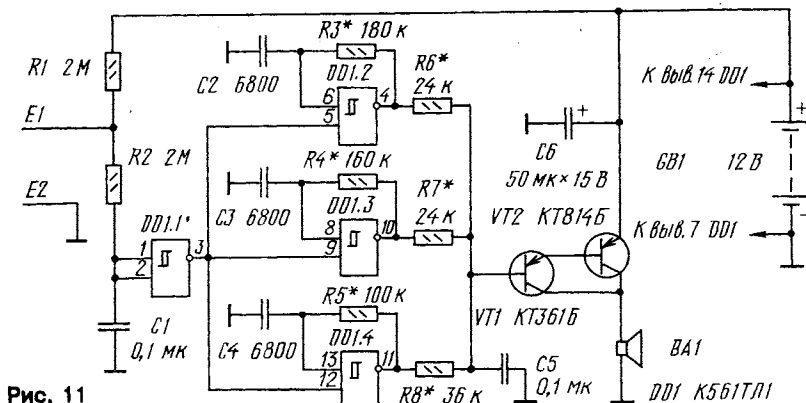 R1 2M
E1
R2 2M
E2
DD1.1*
1
2
3
C1
0,1 мк
C2 6800
R3* 180 к
DD1.2
6
5
4
R6*
24 к
C3 6800
R4* 160 к
DD1.3
8
9
10
R7*
24 к
C4 6800
R5* 100 к
DD1.4
13
12
11
R8* 36 к
C5
0,1 мк
+
C6
50 мк × 15 В
VT2 КТ814Б
VT1 КТ361Б
К выв. 14 DD1
+
GB1 12 В
–
К выв. 7 DD1
BA1
DD1 К561ТЛ1
Рис. 11